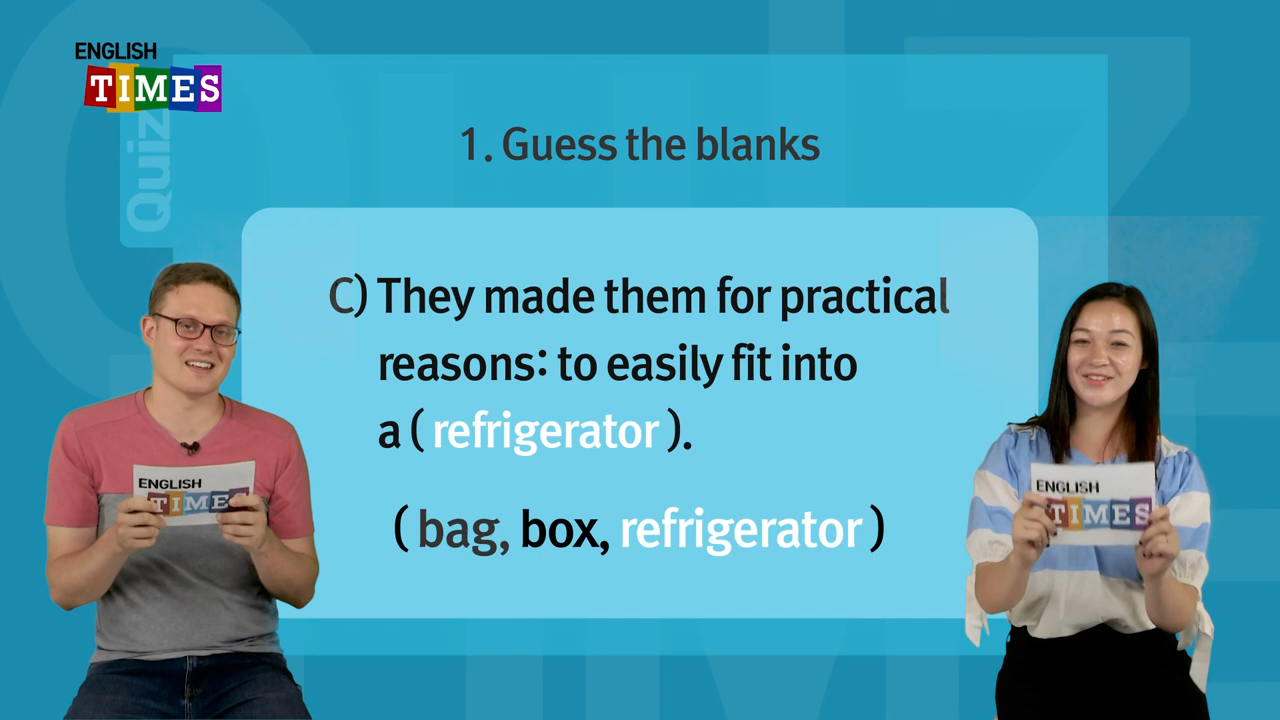 ENGLISH
TIMES
Quiz
1. Guess the blanks
C) They made them for practical
reasons: to easily fit into
a ( refrigerator ).
( bag, box, refrigerator )
ENGLISH
TIMES
ENGLISH
TIMES